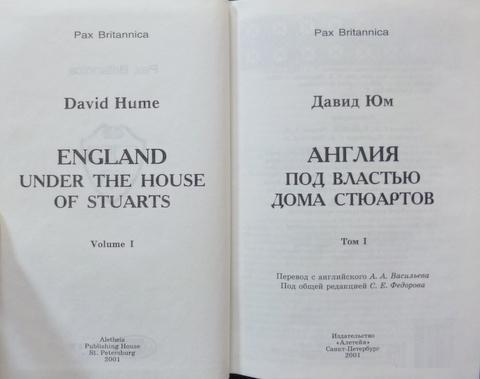 Pax Britannica
David Hume
ENGLAND
UNDER THE HOUSE
OF STUARTS
Volume I
Aletheia
Publishing House
St. Petersburg
2001
Pax Britannica
Давид Юм
АНГЛИЯ
ПОД ВЛАСТЬЮ
ДОМА СТЮАРТОВ
Том I
Перевод с английского А. А. Васильева
Под общей редакцией С. Е. Федорова
Издательство
«Алетейя»
Санкт-Петербург
2001